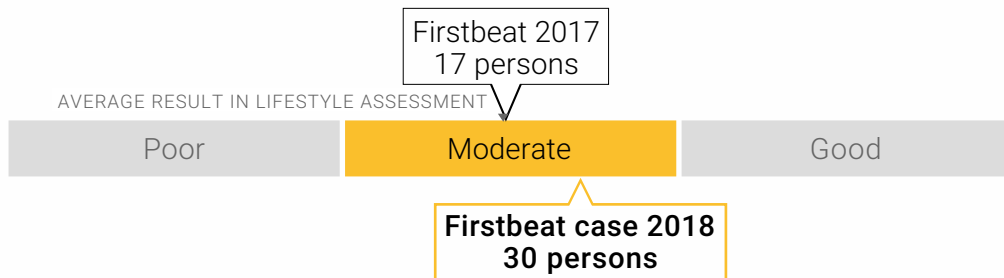 Firstbeat 2017
17 persons
AVERAGE RESULT IN LIFESTYLE ASSESSMENT
Poor
Moderate
Good
Firstbeat case 2018
30 persons